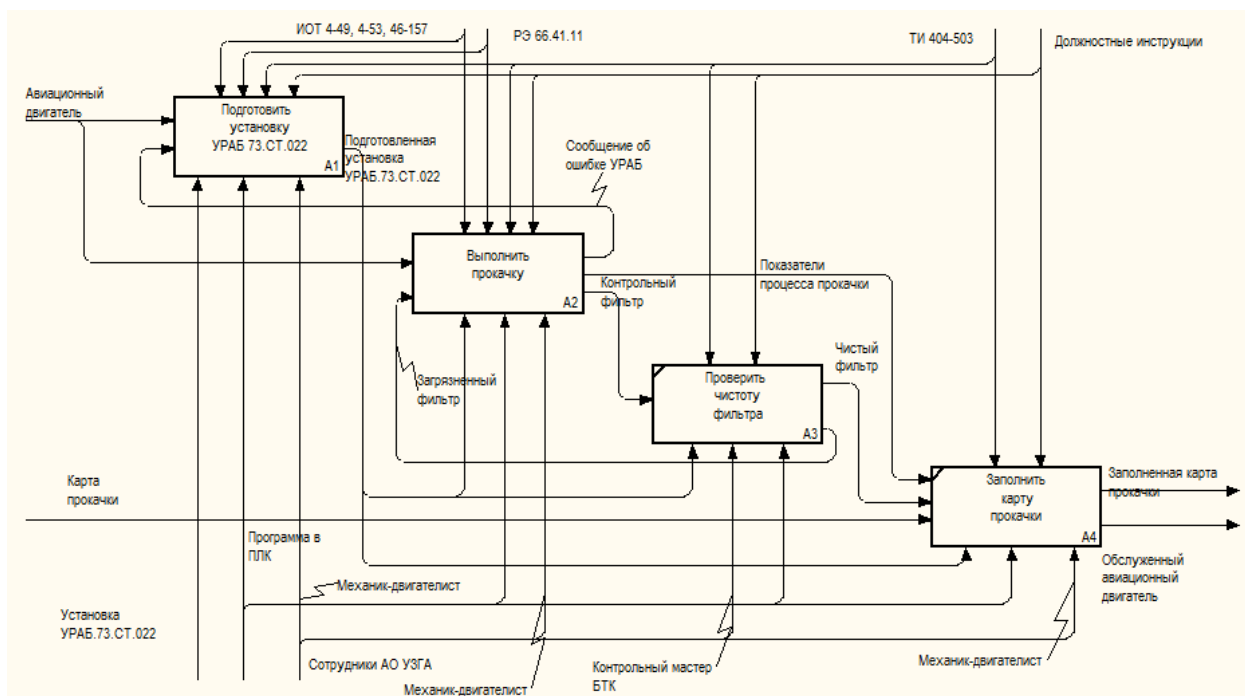 ИОТ 4-49, 4-53, 46-157
РЭ 66.41.11
ТИ 404-503
Должностные инструкции
Авиационный
двигатель
Подготовить
установку
УРАБ 73.СТ.022
А1
Подготовленная
установка
УРАБ.73.СТ.022
Сообщение об
ошибке УРАБ
Выполнить
прокачку
А2
Контрольный
фильтр
Показатели
процесса прокачки
Загрязненный
фильтр
Проверить
чистоту
фильтра
А3
Чистый
фильтр
Карта
прокачки
Заполнить
карту
прокачки
А4
Заполненная карта
прокачки
Обслуженный
авиационный
двигатель
Программа в
ПЛК
Механик-двигателист
Установка
УРАБ.73.СТ.022
Сотрудники АО УЗГА
Механик-двигателист
Контрольный мастер
БТК
Механик-двигателист